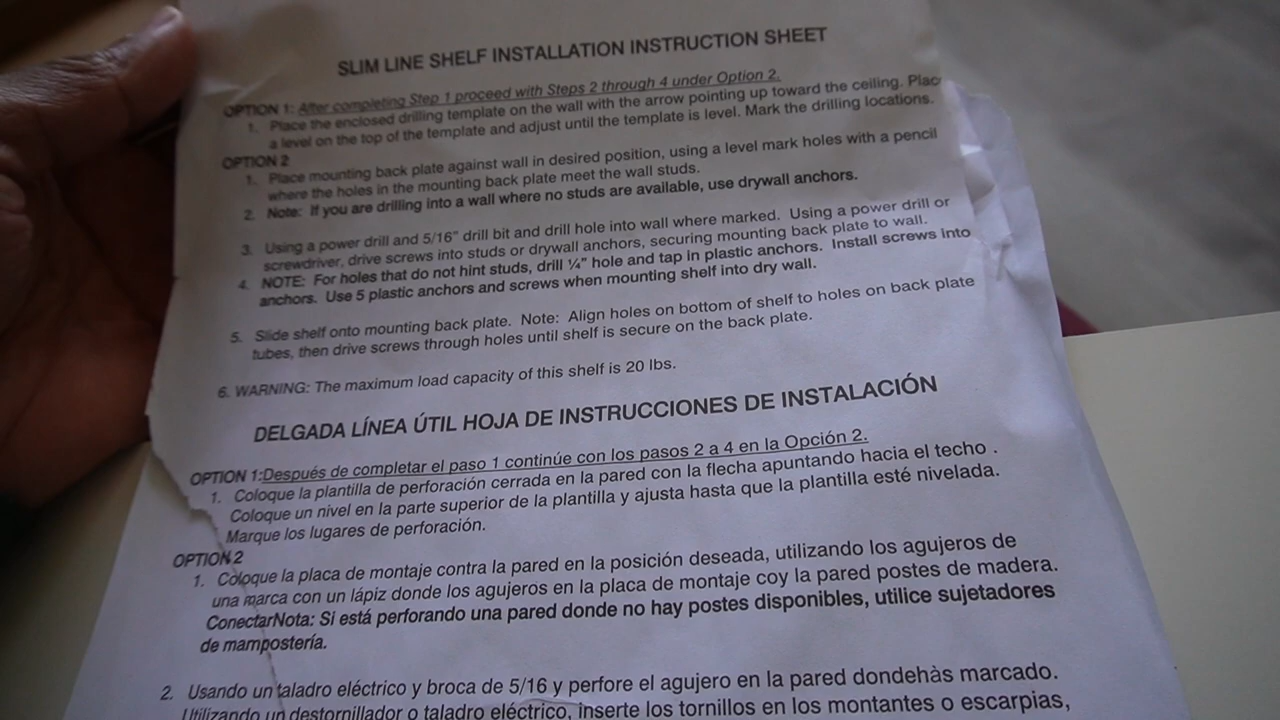 SLIM LINE SHELF INSTALLATION INSTRUCTION SHEET
OPTION 1: After completing Step 1 proceed with Steps 2 through 4 under Option 2.
1. Place the enclosed drilling template on the wall with the arrow pointing up toward the ceiling. Place
a level on the top of the template and adjust until the template is level. Mark the drilling locations.
OPTION 2
1. Place mounting back plate against wall in desired position, using a level mark holes with a pencil
where the holes in the mounting back plate meet the wall studs.
2. Note: If you are drilling into a wall where no studs are available, use drywall anchors.
3. Using a power drill and 5/16" drill bit and drill hole into wall where marked. Using a power drill or
screwdriver, drive screws into studs or drywall anchors, securing mounting back plate to wall.
4. NOTE: For holes that do not hint studs, drill ¼" hole and tap in plastic anchors. Install screws into
anchors. Use 5 plastic anchors and screws when mounting shelf into dry wall.
5. Slide shelf onto mounting back plate. Note: Align holes on bottom of shelf to holes on back plate
tubes, then drive screws through holes until shelf is secure on the back plate.
6. WARNING: The maximum load capacity of this shelf is 20 lbs.
DELGADA LÍNEA ÚTIL HOJA DE INSTRUCCIONES DE INSTALACIÓN
OPTION 1:Después de completar el paso 1 continúe con los pasos 2 a 4 en la Opción 2.
1. Coloque la plantilla de perforación cerrada en la pared con la flecha apuntando hacia el techo .
Coloque un nivel en la parte superior de la plantilla y ajusta hasta que la plantilla esté nivelada.
Marque los lugares de perforación.
OPTION 2
1. Coloque la placa de montaje contra la pared en la posición deseada, utilizando los agujeros de
una marca con un lápiz donde los agujeros en la placa de montaje coy la pared postes de madera.
ConectarNota: Si está perforando una pared donde no hay postes disponibles, utilice sujetadores
de mampostería.
2. Usando un taladro eléctrico y broca de 5/16 y perfore el agujero en la pared dondehàs marcado.
Utilizando un destornillador o taladro eléctrico, inserte los tornillos en los montantes o escarpias,